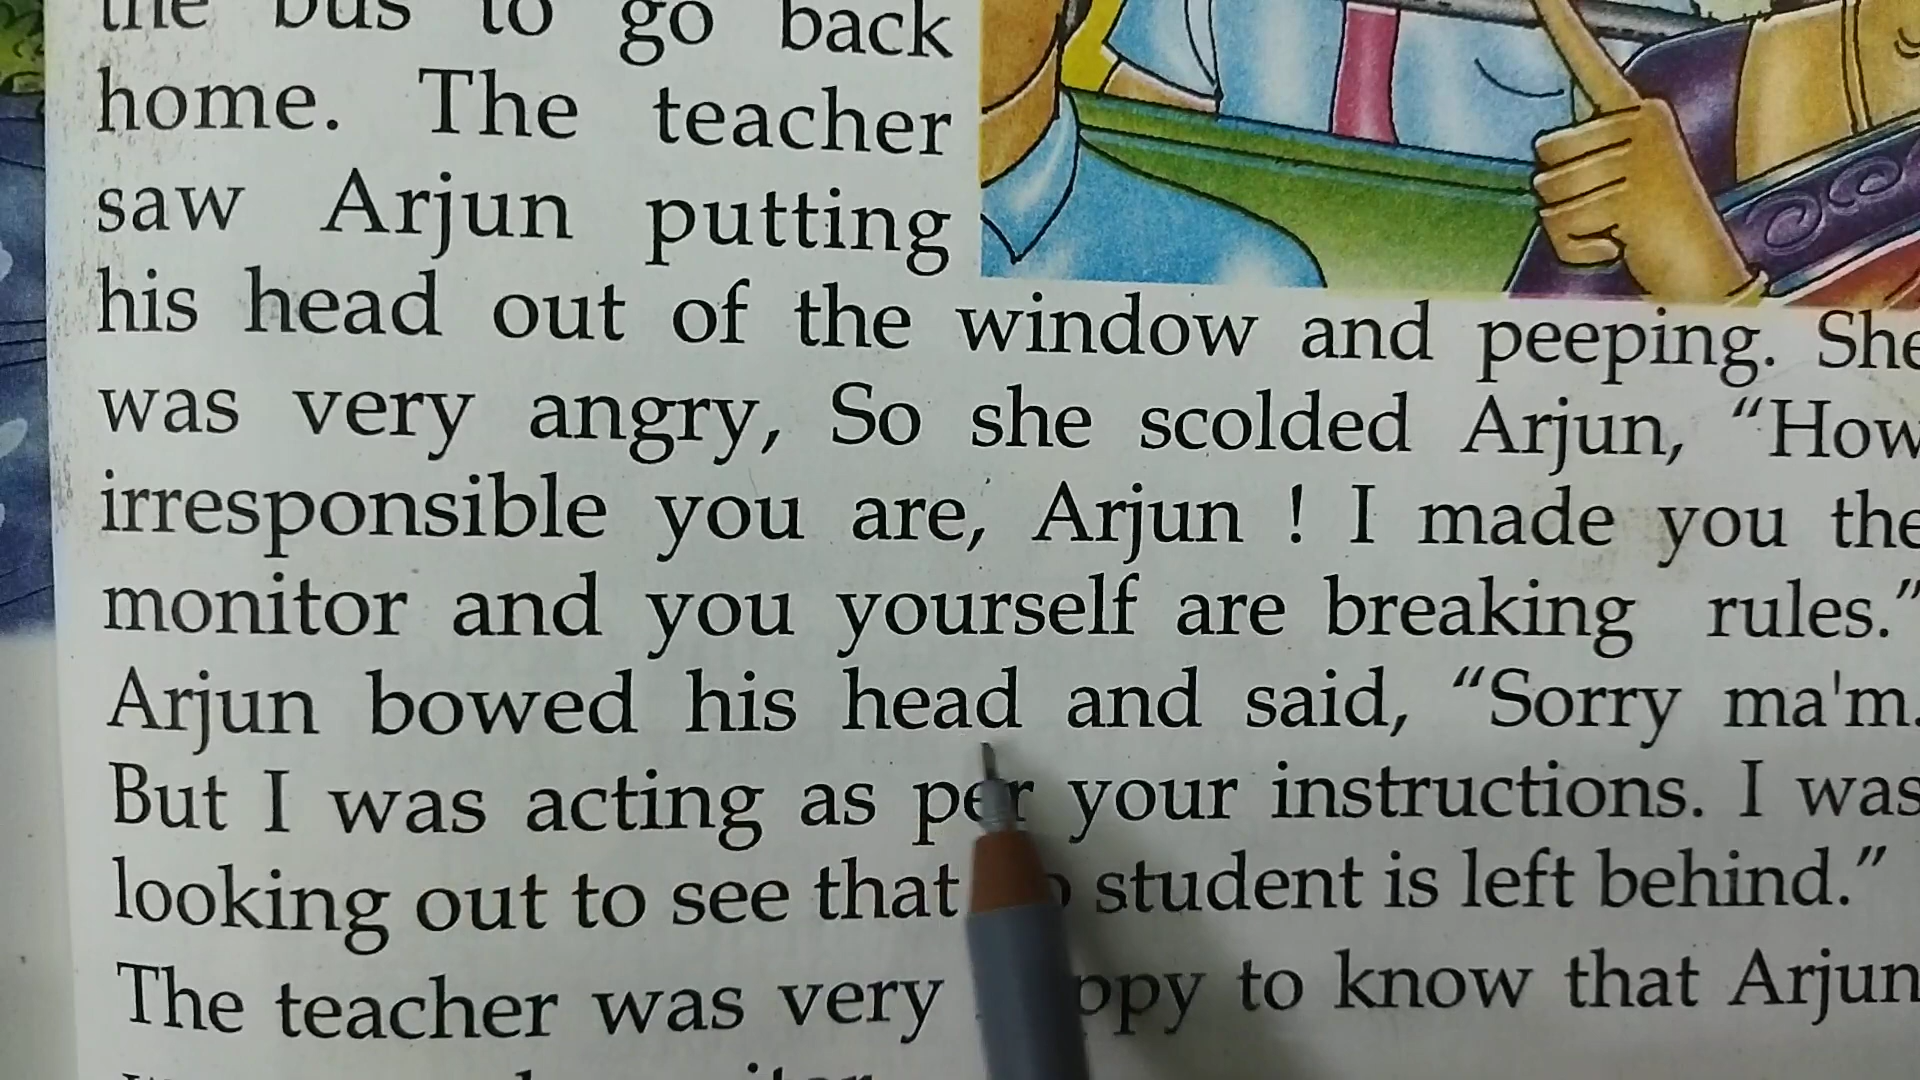 the bus to go back
home. The teacher
saw Arjun putting
his head out of the window and peeping. She
was very angry, So she scolded Arjun, “How
irresponsible you are, Arjun ! I made you the
monitor and you yourself are breaking rules.”
Arjun bowed his head and said, “Sorry ma'm.
But I was acting as per your instructions. I was
looking out to see that student is left behind.”
The teacher was very to know that Arjun